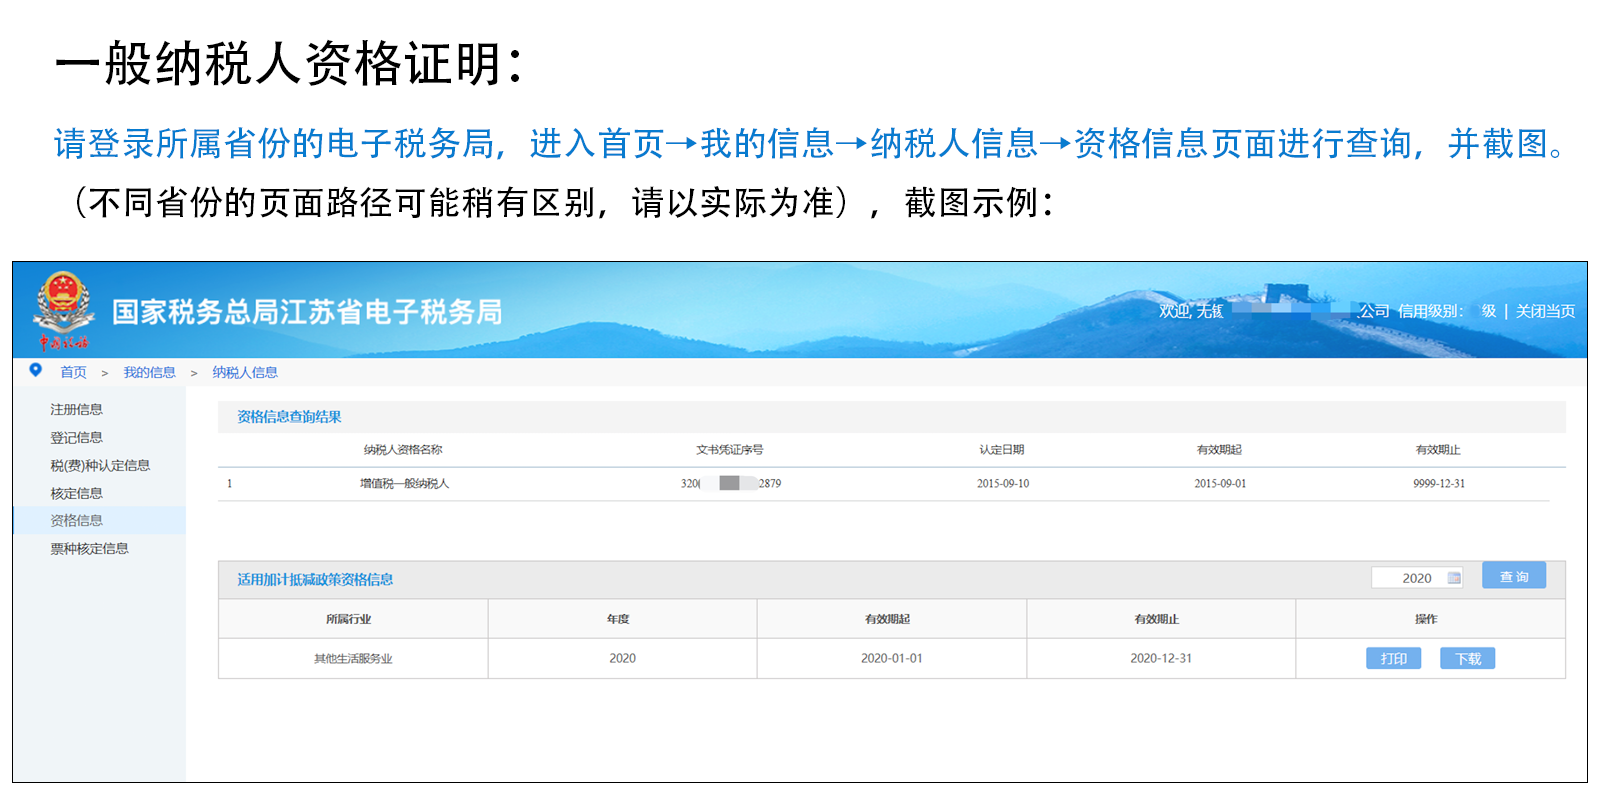 一般纳税人资格证明：
请登录所属省份的电子税务局，进入首页→我的信息→纳税人信息→资格信息页面进行查询，并截图。
（不同省份的页面路径可能稍有区别，请以实际为准），截图示例：
中国税务
国家税务总局江苏省电子税务局
欢迎, 无锡 公司 信用级别： 级 | 关闭当页
首页 > 我的信息 > 纳税人信息
注册信息
登记信息
税(费)种认定信息
核定信息
资格信息
票种核定信息
资格信息查询结果
纳税人资格名称 文书凭证序号 认定日期 有效期起 有效期止
1 增值税一般纳税人 320 2879 2015-09-10 2015-09-01 9999-12-31
适用加计抵减政策资格信息 2020 查询
所属行业 年度 有效期起 有效期止 操作
其他生活服务业 2020 2020-01-01 2020-12-31 打印 下载